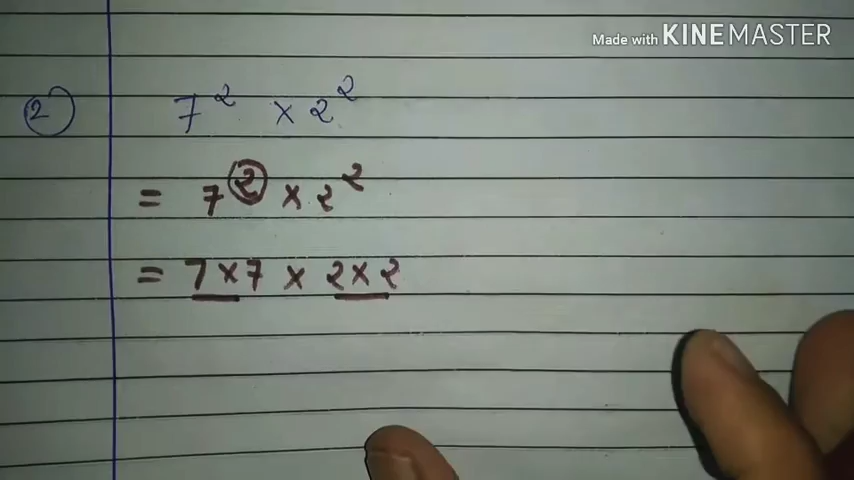 Made with KINEMASTER
② 7² × 2²
= 7² × 2²
= 7 × 7 × 2 × 2